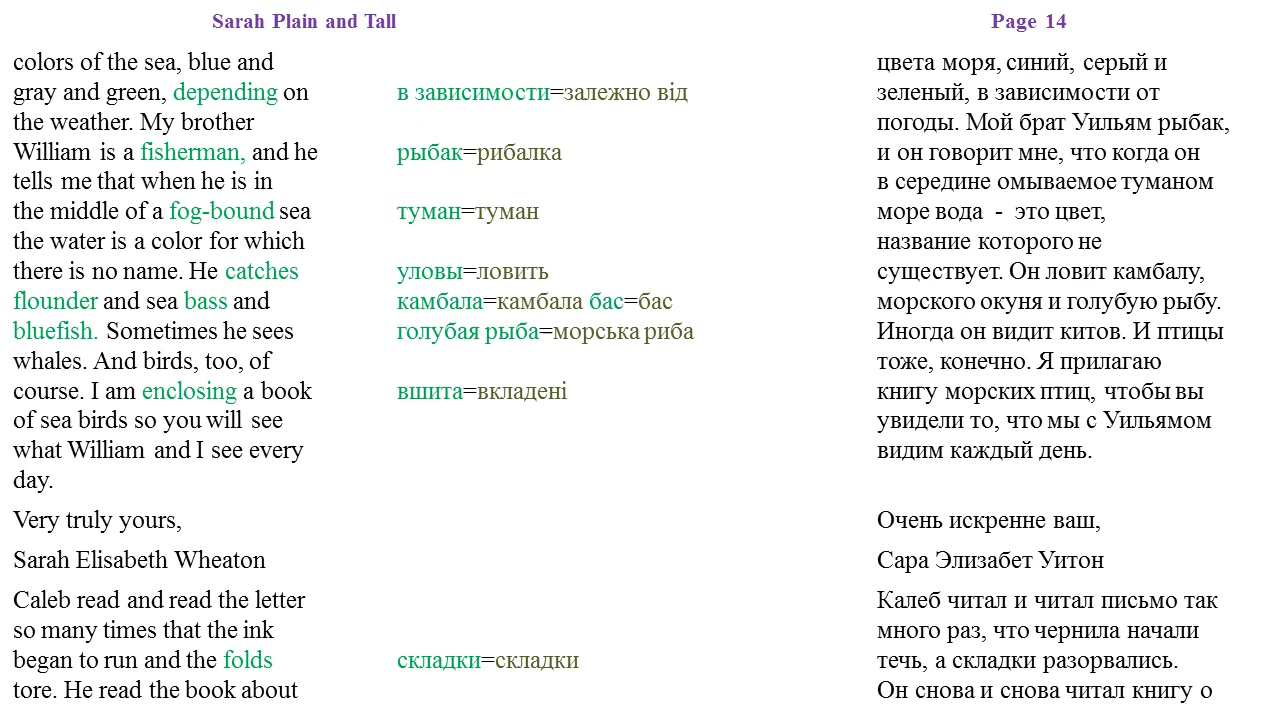 Sarah Plain and Tall
Page 14
colors of the sea, blue and
gray and green, depending on
the weather. My brother
William is a fisherman, and he
tells me that when he is in
the middle of a fog-bound sea
the water is a color for which
there is no name. He catches
flounder and sea bass and
bluefish. Sometimes he sees
whales. And birds, too, of
course. I am enclosing a book
of sea birds so you will see
what William and I see every
day.
Very truly yours,
Sarah Elisabeth Wheaton
Caleb read and read the letter
so many times that the ink
began to run and the folds
tore. He read the book about
в зависимости=залежно від
рыбак=рибалка
туман=туман
уловы=ловить
камбала=камбала бас=бас
голубая рыба=морська риба
вшита=вкладені
складки=складки
цвета моря, синий, серый и
зеленый, в зависимости от
погоды. Мой брат Уильям рыбак,
и он говорит мне, что когда он
в середине омываемое туманом
море вода - это цвет,
название которого не
существует. Он ловит камбалу,
морского окуня и голубую рыбу.
Иногда он видит китов. И птицы
тоже, конечно. Я прилагаю
книгу морских птиц, чтобы вы
увидели то, что мы с Уильямом
видим каждый день.
Очень искренне ваш,
Сара Элизабет Уитон
Калеб читал и читал письмо так
много раз, что чернила начали
течь, а складки разорвались.
Он снова и снова читал книгу о